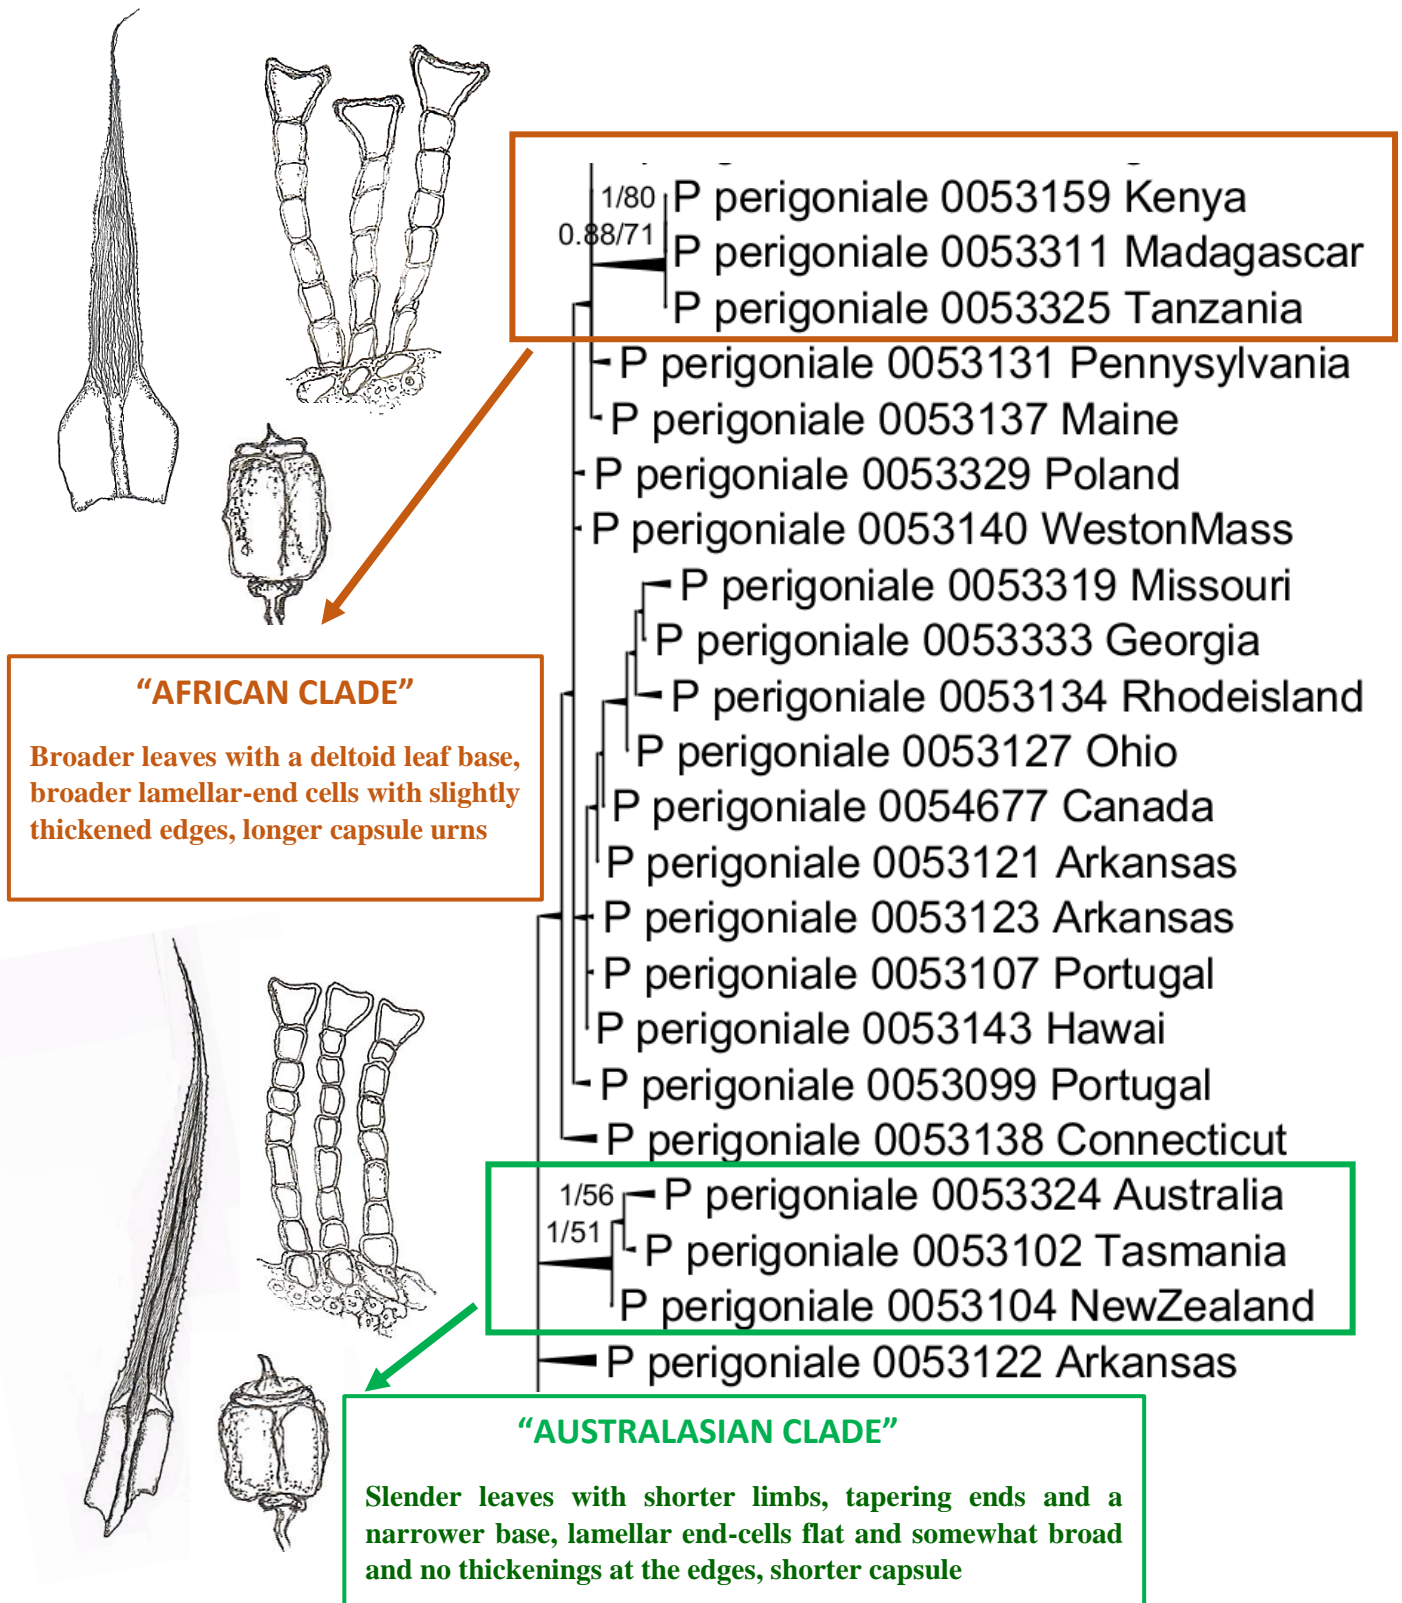 1/80
P perigoniale 0053159 Kenya
0.88/71
P perigoniale 0053311 Madagascar
P perigoniale 0053325 Tanzania
P perigoniale 0053131 Pennysylvania
P perigoniale 0053137 Maine
P perigoniale 0053329 Poland
P perigoniale 0053140 WestonMass
P perigoniale 0053319 Missouri
P perigoniale 0053333 Georgia
P perigoniale 0053134 Rhodeisland
P perigoniale 0053127 Ohio
P perigoniale 0054677 Canada
P perigoniale 0053121 Arkansas
P perigoniale 0053123 Arkansas
P perigoniale 0053107 Portugal
P perigoniale 0053143 Hawai
P perigoniale 0053099 Portugal
P perigoniale 0053138 Connecticut
1/56
P perigoniale 0053324 Australia
1/51
P perigoniale 0053102 Tasmania
P perigoniale 0053104 NewZealand
P perigoniale 0053122 Arkansas
“AFRICAN CLADE”
Broader leaves with a deltoid leaf base,
broader lamellar-end cells with slightly
thickened edges, longer capsule urns
“AUSTRALASIAN CLADE”
Slender leaves with shorter limbs, tapering ends and a
narrower base, lamellar end-cells flat and somewhat broad
and no thickenings at the edges, shorter capsule